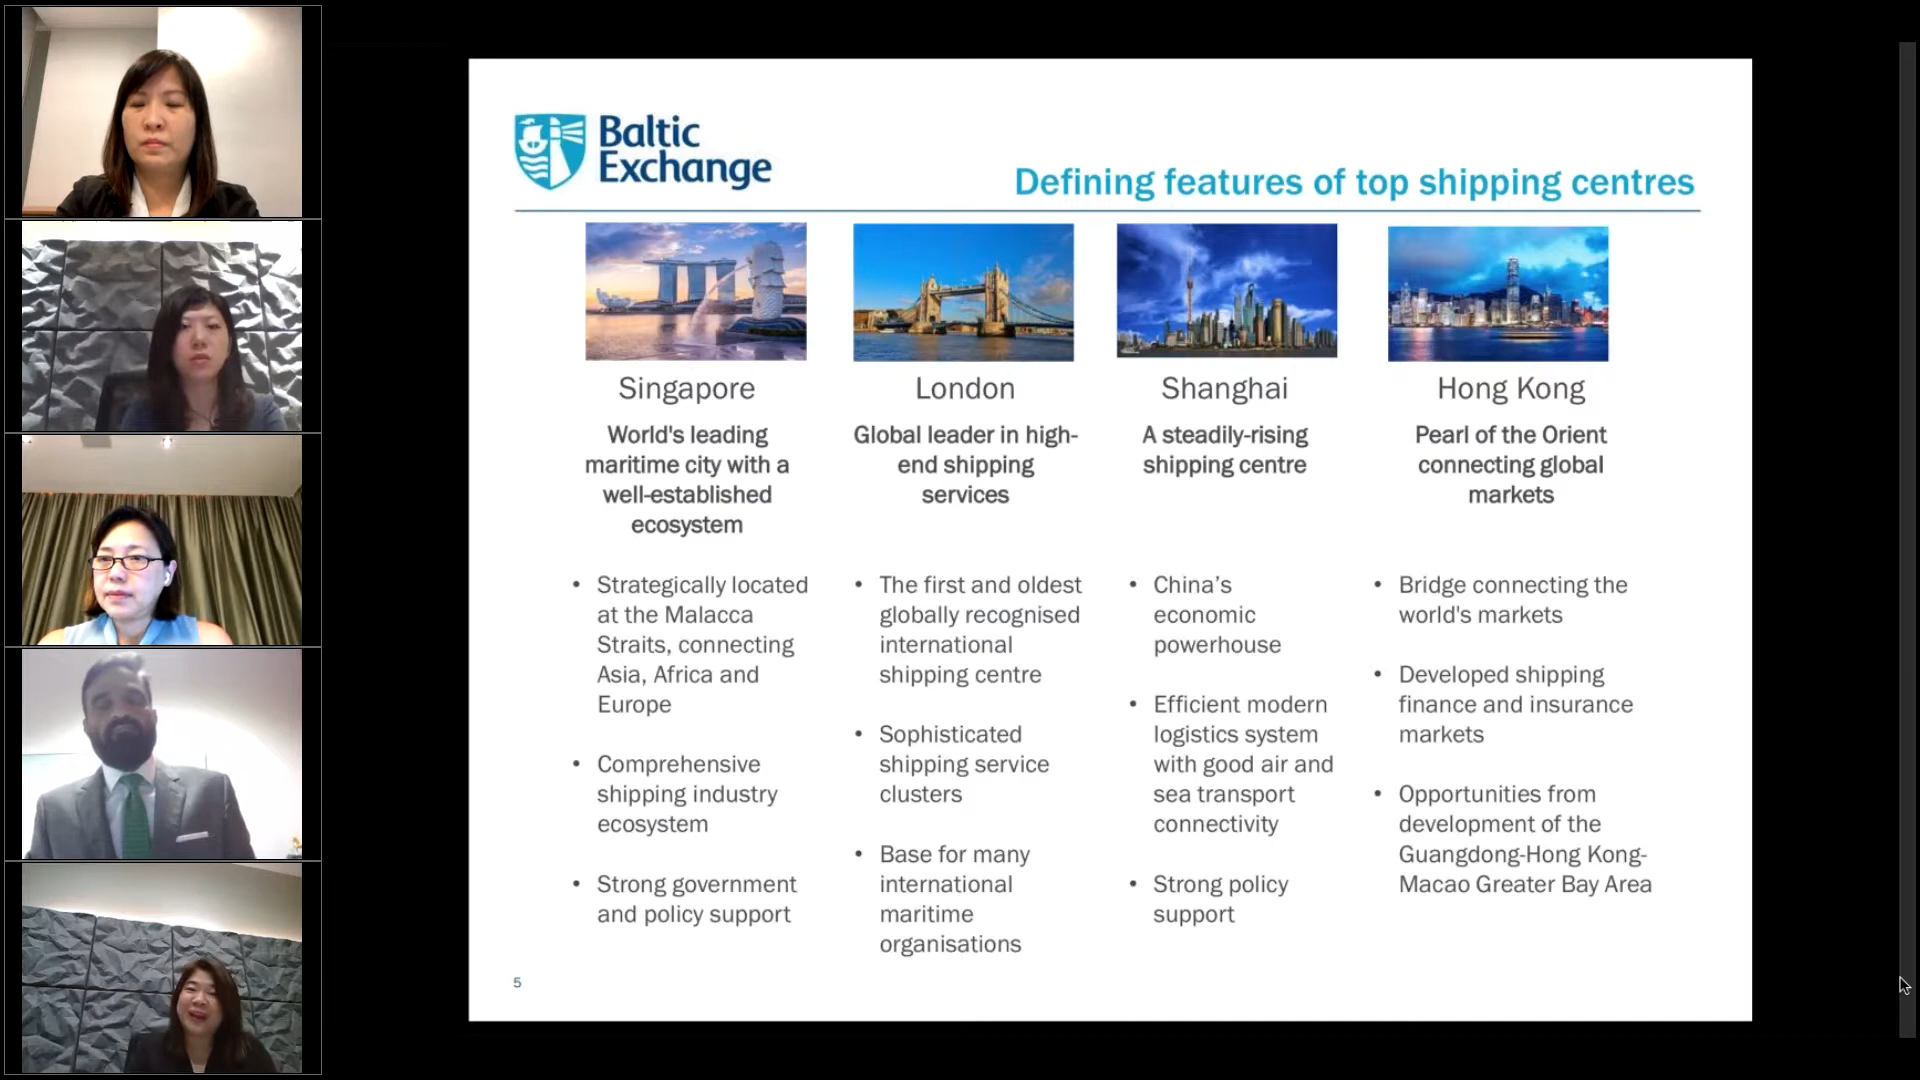 Baltic
Exchange
Defining features of top shipping centres
Singapore
World's leading
maritime city with a
well-established
ecosystem
• Strategically located
at the Malacca
Straits, connecting
Asia, Africa and
Europe
• Comprehensive
shipping industry
ecosystem
• Strong government
and policy support
London
Global leader in high-
end shipping
services
• The first and oldest
globally recognised
international
shipping centre
• Sophisticated
shipping service
clusters
• Base for many
international
maritime
organisations
Shanghai
A steadily-rising
shipping centre
• China’s
economic
powerhouse
• Efficient modern
logistics system
with good air and
sea transport
connectivity
• Strong policy
support
Hong Kong
Pearl of the Orient
connecting global
markets
• Bridge connecting the
world's markets
• Developed shipping
finance and insurance
markets
• Opportunities from
development of the
Guangdong-Hong Kong-
Macao Greater Bay Area
5